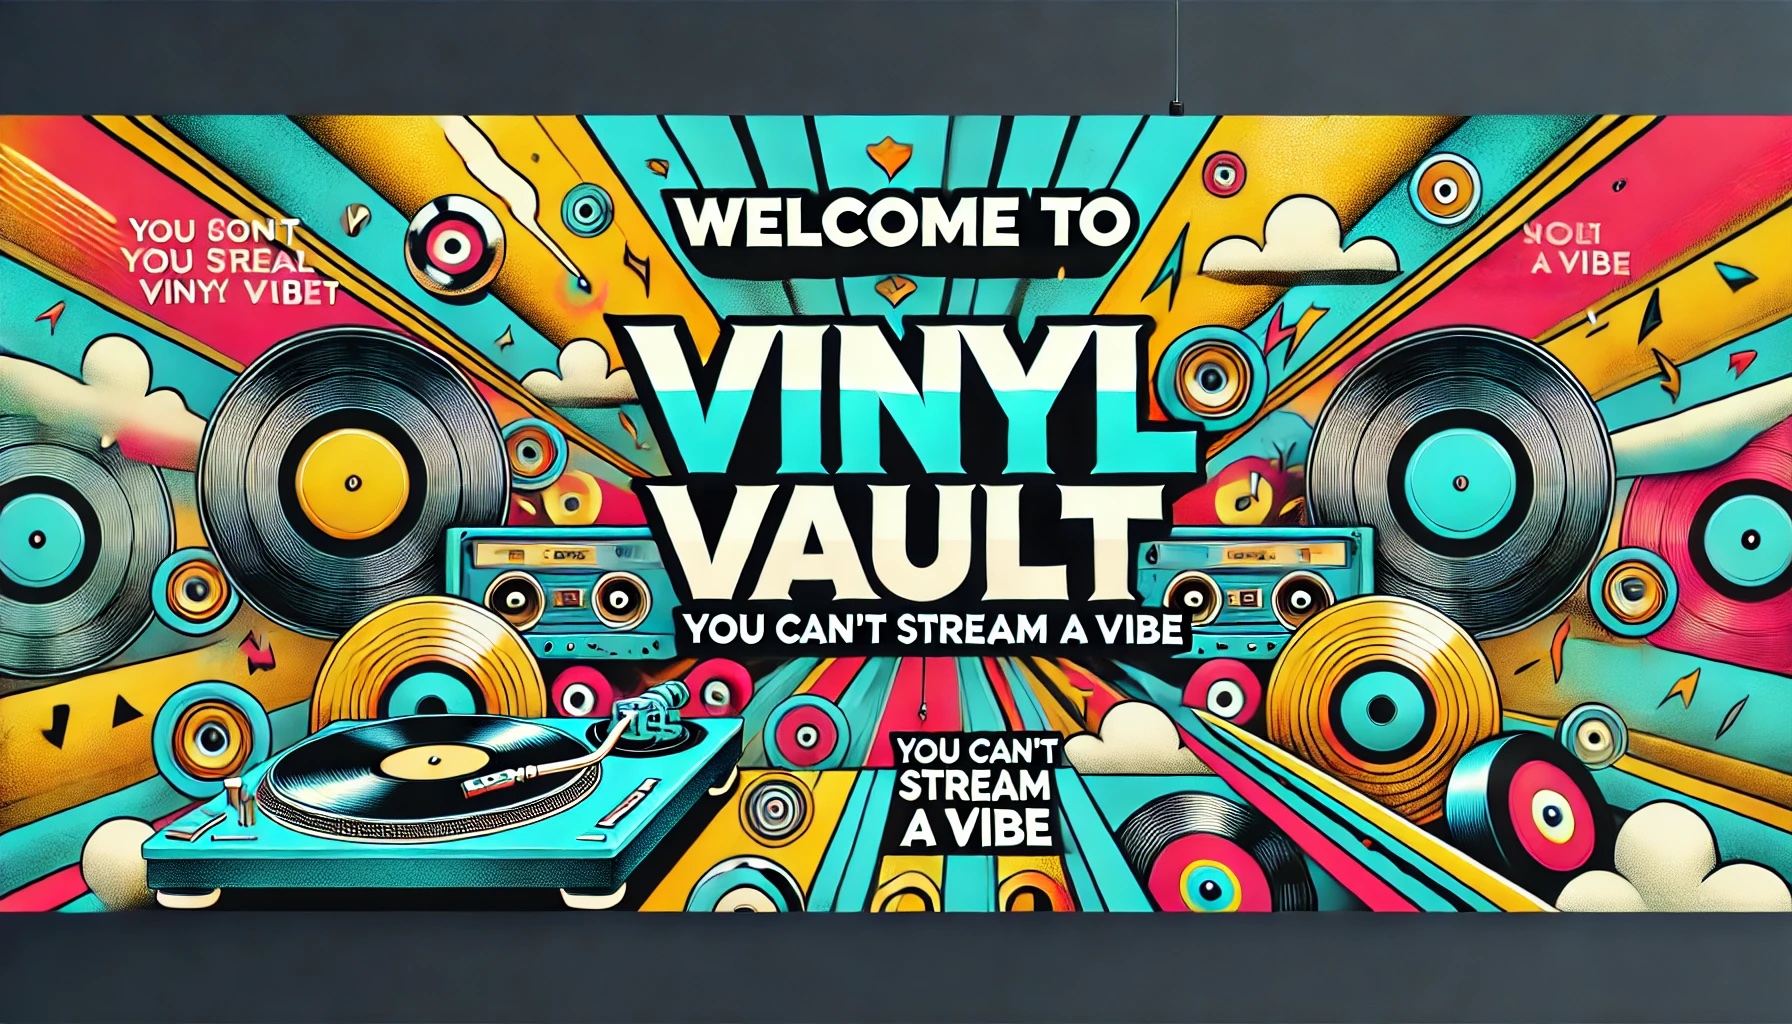 WELCOME TO
YOU SONT
YOU SREAL
VINYY VIBET
A VIBE
VINYL
VAULT
YOU CAN'T STREAM A VIBE
YOU CAN'T
STREAM
A VIBE